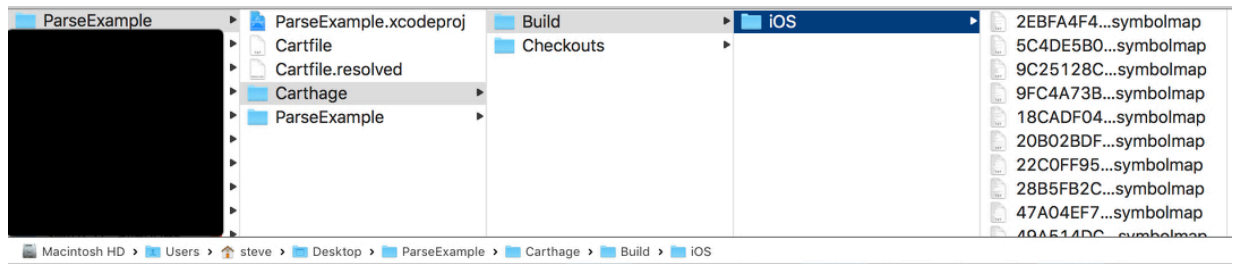 ParseExample
ParseExample.xcodeproj
Cartfile
Cartfile.resolved
Carthage
ParseExample
Build
Checkouts
iOS
2EBFA4F4...symbolmap
5C4DE5B0...symbolmap
9C25128C...symbolmap
9FC4A73B...symbolmap
18CADF04...symbolmap
20B02BDF...symbolmap
22C0FF95...symbolmap
28B5FB2C...symbolmap
47A04EF7...symbolmap
49A514DC...symbolmap
Macintosh HD › Users › steve › Desktop › ParseExample › Carthage › Build › iOS